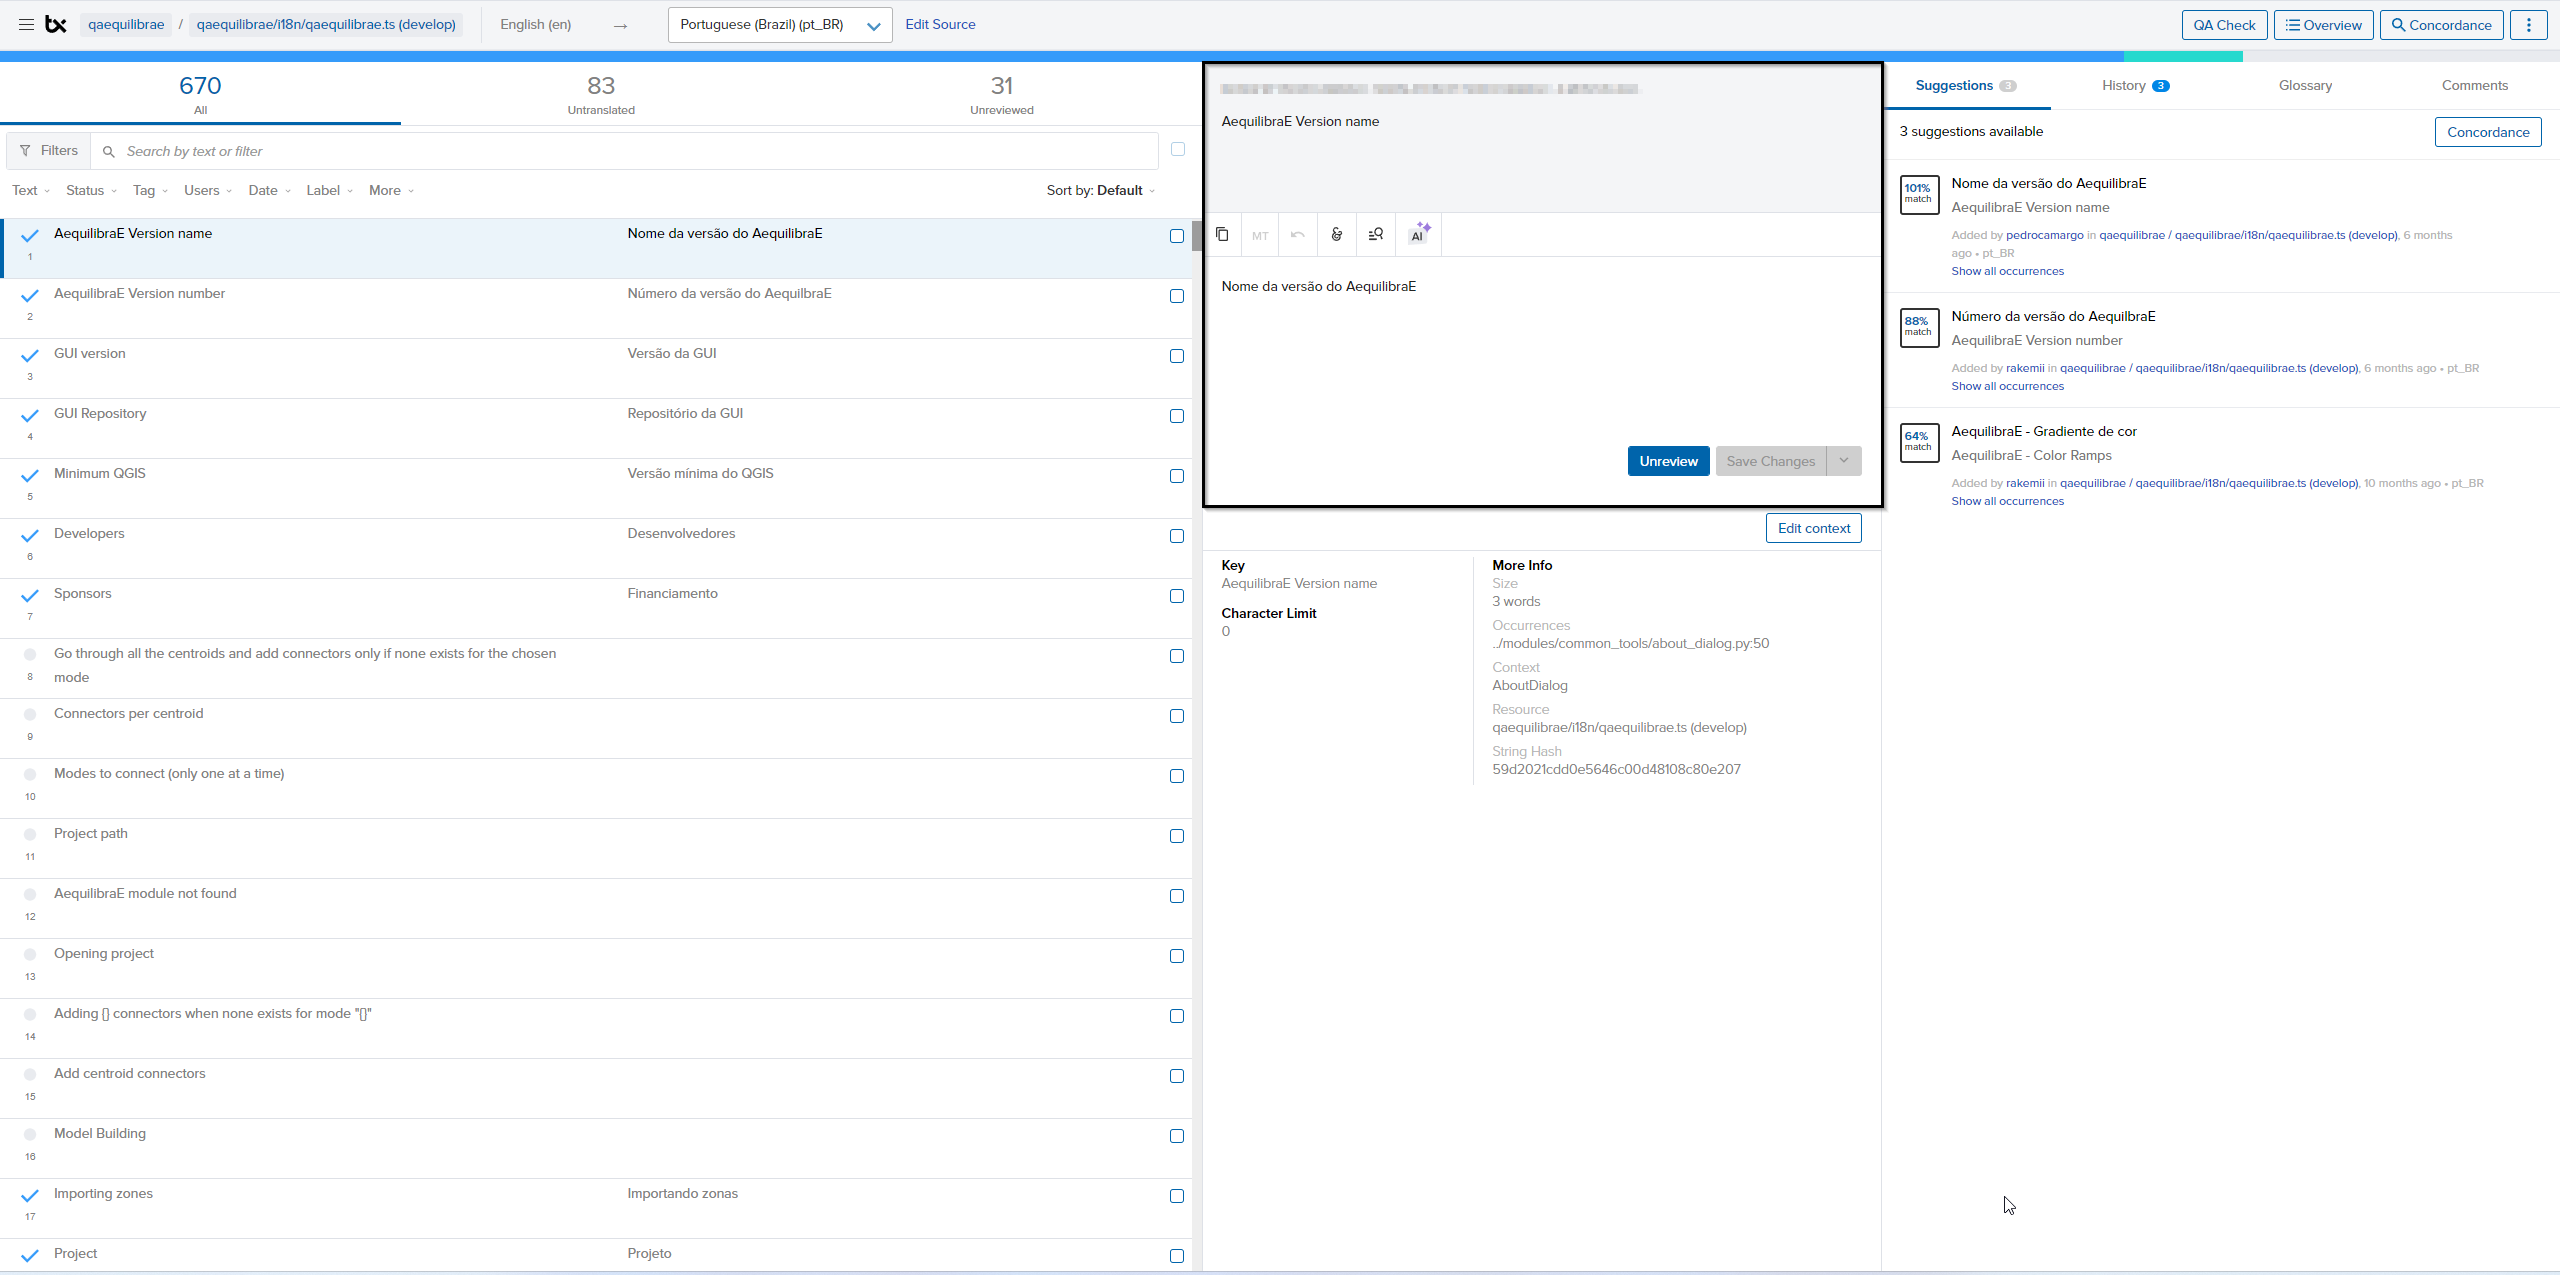 tx qaequilibrae / qaequilibrae/i18n/qaequilibrae.ts (develop) English (en) → Portuguese (Brazil) (pt_BR) Edit Source QA Check Overview Concordance
670 83 31
All Untranslated Unreviewed
Filters Search by text or filter
Text Status Tag Users Date Label More Sort by: Default
AequilibraE Version name Nome da versão do AequilibraE
1
AequilibraE Version number Número da versão do AequilbraE
2
GUI version Versão da GUI
3
GUI Repository Repositório da GUI
4
Minimum QGIS Versão mínima do QGIS
5
Developers Desenvolvedores
6
Sponsors Financiamento
7
Go through all the centroids and add connectors only if none exists for the chosen
mode
8
Connectors per centroid
9
Modes to connect (only one at a time)
10
Project path
11
AequilibraE module not found
12
Opening project
13
Adding {} connectors when none exists for mode "{}"
14
Add centroid connectors
15
Model Building
16
Importing zones Importando zonas
17
Project Projeto
AequilibraE Version name
MT AI
Nome da versão do AequilibraE
Unreview Save Changes
Edit context
Key
AequilibraE Version name
Character Limit
0
More Info
Size
3 words
Occurrences
../modules/common_tools/about_dialog.py:50
Context
AboutDialog
Resource
qaequilibrae/i18n/qaequilibrae.ts (develop)
String Hash
59d2021cdd0e5646c00d48108c80e207
Suggestions 3 History 3 Glossary Comments
3 suggestions available Concordance
101% match
Nome da versão do AequilibraE
AequilibraE Version name
Added by pedrocamargo in qaequilibrae / qaequilibrae/i18n/qaequilibrae.ts (develop), 6 months
ago • pt_BR
Show all occurrences
88% match
Número da versão do AequilbraE
AequilibraE Version number
Added by rakemii in qaequilibrae / qaequilibrae/i18n/qaequilibrae.ts (develop), 6 months ago • pt_BR
Show all occurrences
64% match
AequilibraE - Gradiente de cor
AequilibraE - Color Ramps
Added by rakemii in qaequilibrae / qaequilibrae/i18n/qaequilibrae.ts (develop), 10 months ago • pt_BR
Show all occurrences